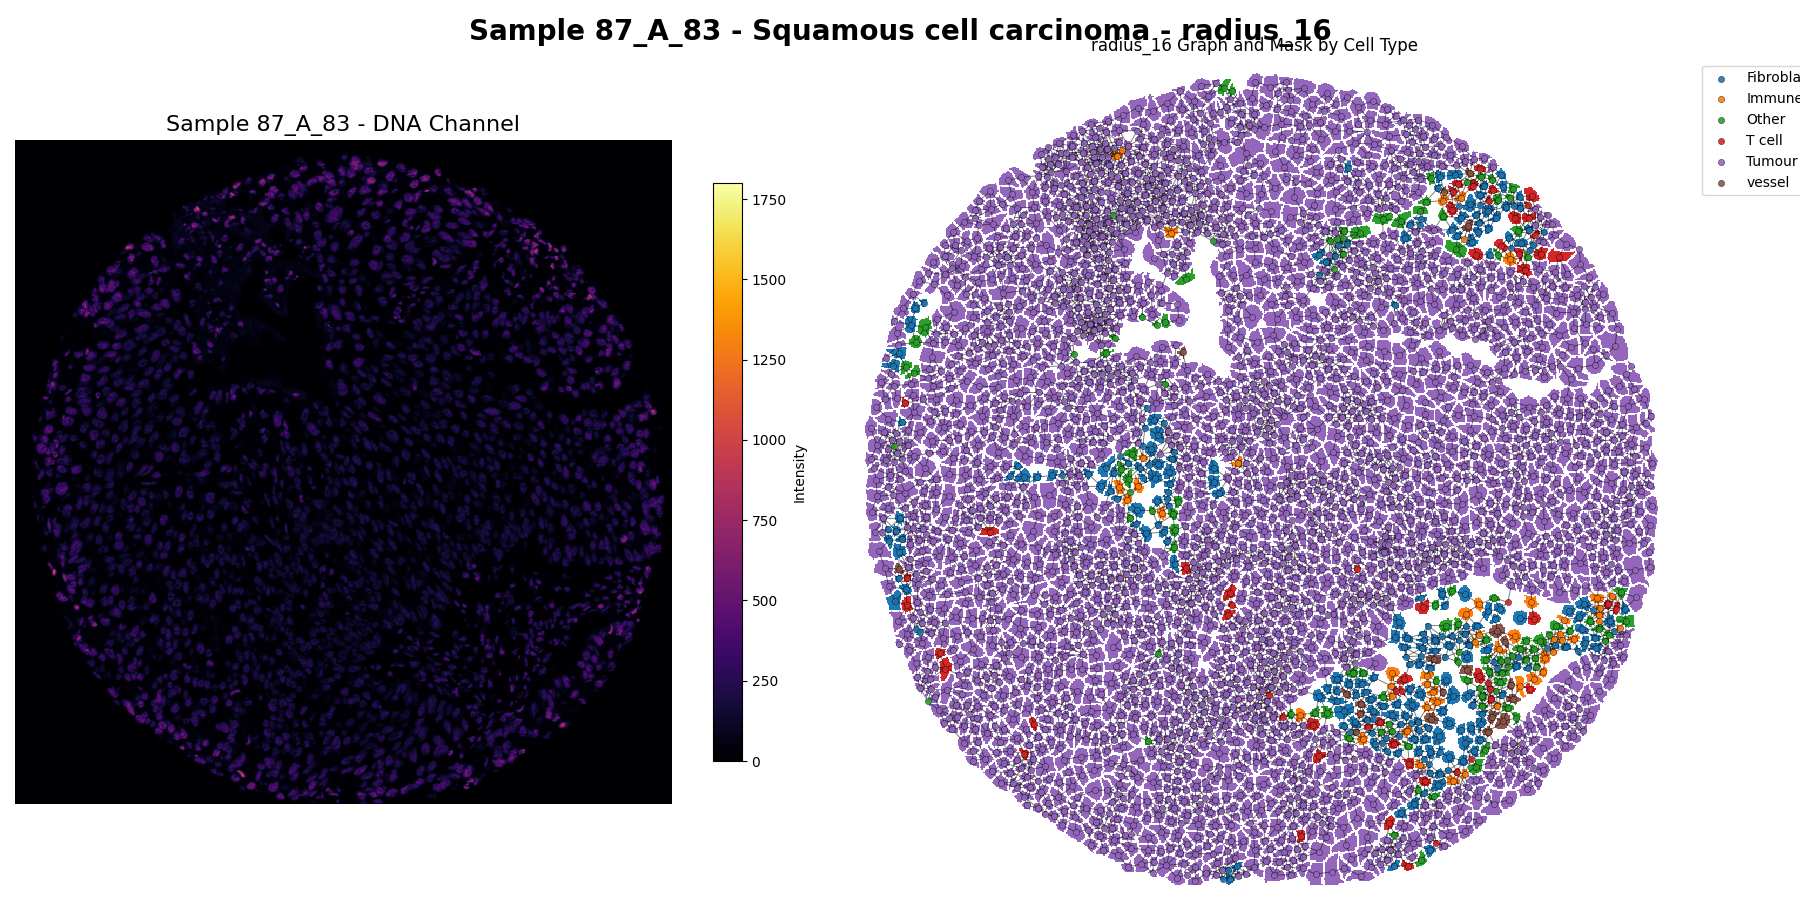 Sample 87_A_83 - Squamous cell carcinoma - radius_16
Sample 87_A_83 - DNA Channel
1750
1500
1250
1000
750
500
250
0
Intensity
radius_16 Graph and Mask by Cell Type
Fibrobla
Immune
Other
T cell
Tumour
vessel